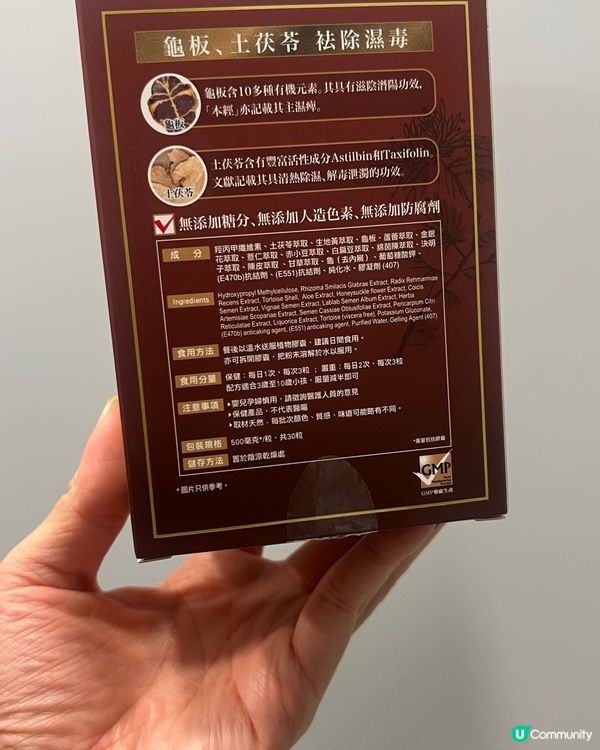 龜板、土茯苓 祛除濕毒
龜板
龜板含10多種有機元素。其具有滋陰潛陽功效,
「本經」亦記載其主濕痺。
土茯苓
土茯苓含有豐富活性成分Astilbin和Taxifolin。
文獻記載其具清熱除濕、解毒泄濁的功效。
無添加糖分、無添加人造色素、無添加防腐劑
成分
羥丙甲纖維素、土茯苓萃取、生地黃萃取、龜板、蘆薈萃取、金銀
花萃取、薏仁萃取、赤小豆萃取、白扁豆萃取、綿茵陳萃取、決明
子萃取、陳皮萃取、甘草萃取、龜(去內臟)、葡萄糖酸鉀、
(E470b)抗結劑、(E551)抗結劑、純化水、膠凝劑 (407)
Ingredients
Hydroxypropyl Methylcellulose, Rhizoma Smilacis Glabrae Extract, Radix Rehmanniae
Recens Extract, Tortoise Shell, Aloe Extract, Honeysuckle flower Extract, Coicis
Semen Extract, Vignae Semen Extract, Lablab Semen Album Extract, Herba
Artemisiae Scopariae Extract, Semen Cassiae Obtusifoliae Extract, Pericarpium Citri
Reticulatae Extract, Liquorice Extract, Tortoise (viscera free), Potassium Gluconate,
(E470b) anticaking agent, (E551) anticaking agent, Purified Water, Gelling Agent (407)
食用方法
餐後以溫水送服植物膠囊,建議日間食用。
亦可拆開膠囊,把粉末溶解於水以服用。
食用分量
保健:每日1次,每次3粒 ; 嚴重:每日2次,每次3粒
配方適合3歲至10歲小孩,服量減半即可
注意事項
▸嬰兒孕婦慎用,請徵詢醫護人員的意見
▸保健產品,不代表醫囑
▸取材天然,每批次顏色、質感、味道可能略有不同。
包裝規格
500毫克*/粒,共30粒
*重量包括膠囊
儲存方法
置於陰涼乾燥處
*圖片只供參考。
GMP
GMP藥廠生產
U Community